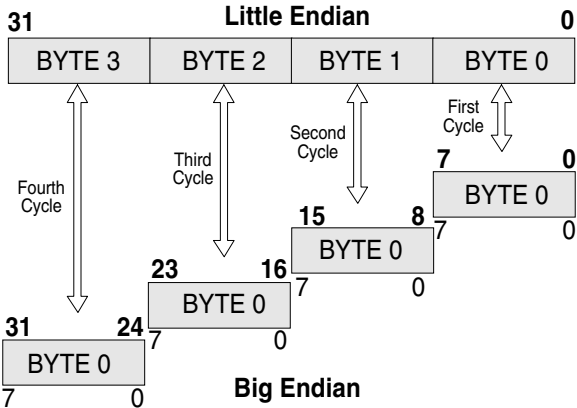 Little Endian
31 0
BYTE 3 BYTE 2 BYTE 1 BYTE 0
First
Cycle
Second
Cycle
Third
Cycle
Fourth
Cycle
7 0
BYTE 0
7 0
15 8
BYTE 0
7 0
23 16
BYTE 0
7 0
31 24
BYTE 0
7 0
Big Endian